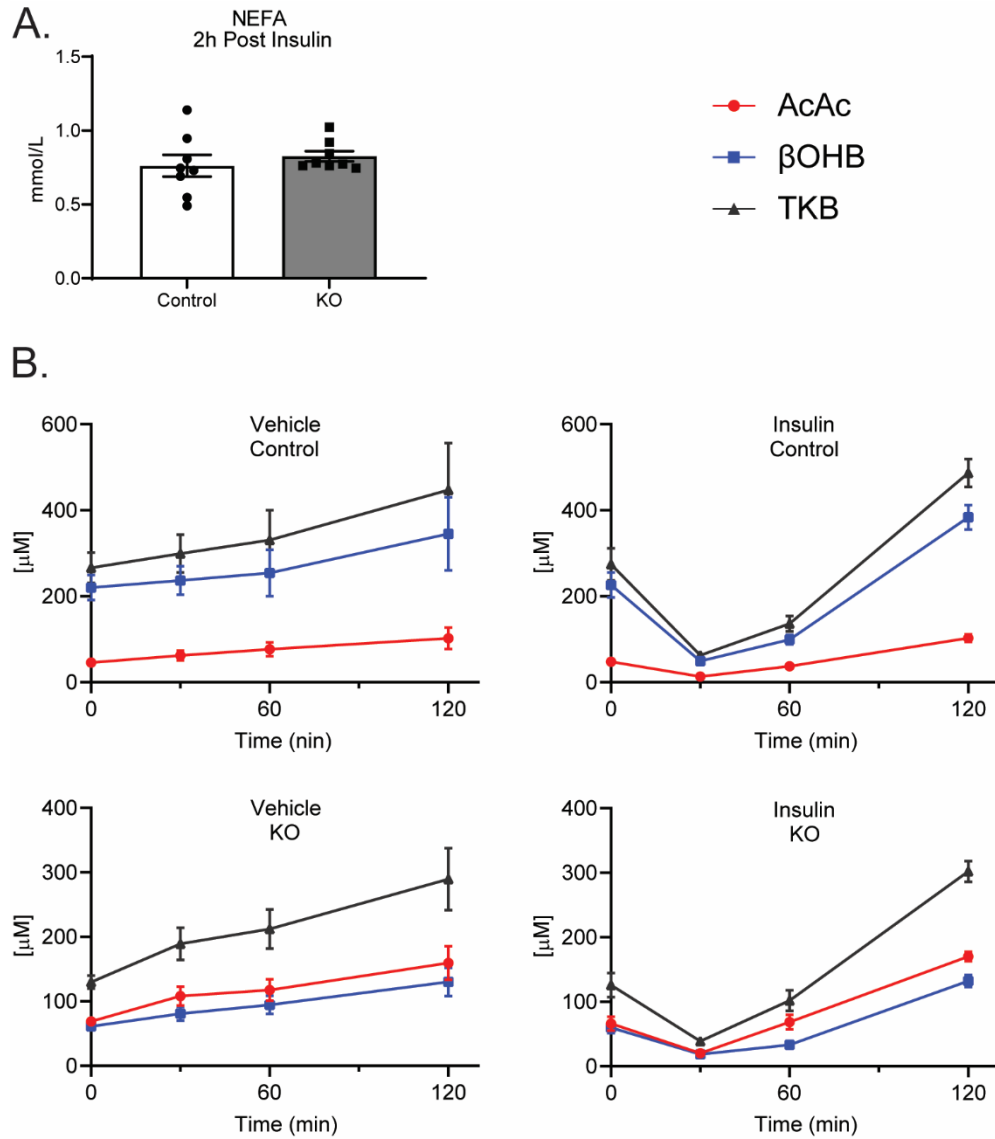 A.
NEFA
2h Post Insulin
1.5
1.0
0.5
0.0
mmol/L
Control
KO
AcAc
βOHB
TKB
B.
Vehicle
Control
600
400
200
0
[μM]
0
60
120
Time (nin)
Insulin
Control
600
400
200
0
[μM]
0
60
120
Time (min)
Vehicle
KO
400
300
200
100
0
[μM]
0
60
120
Time (min)
Insulin
KO
400
300
200
100
0
[μM]
0
60
120
Time (min)